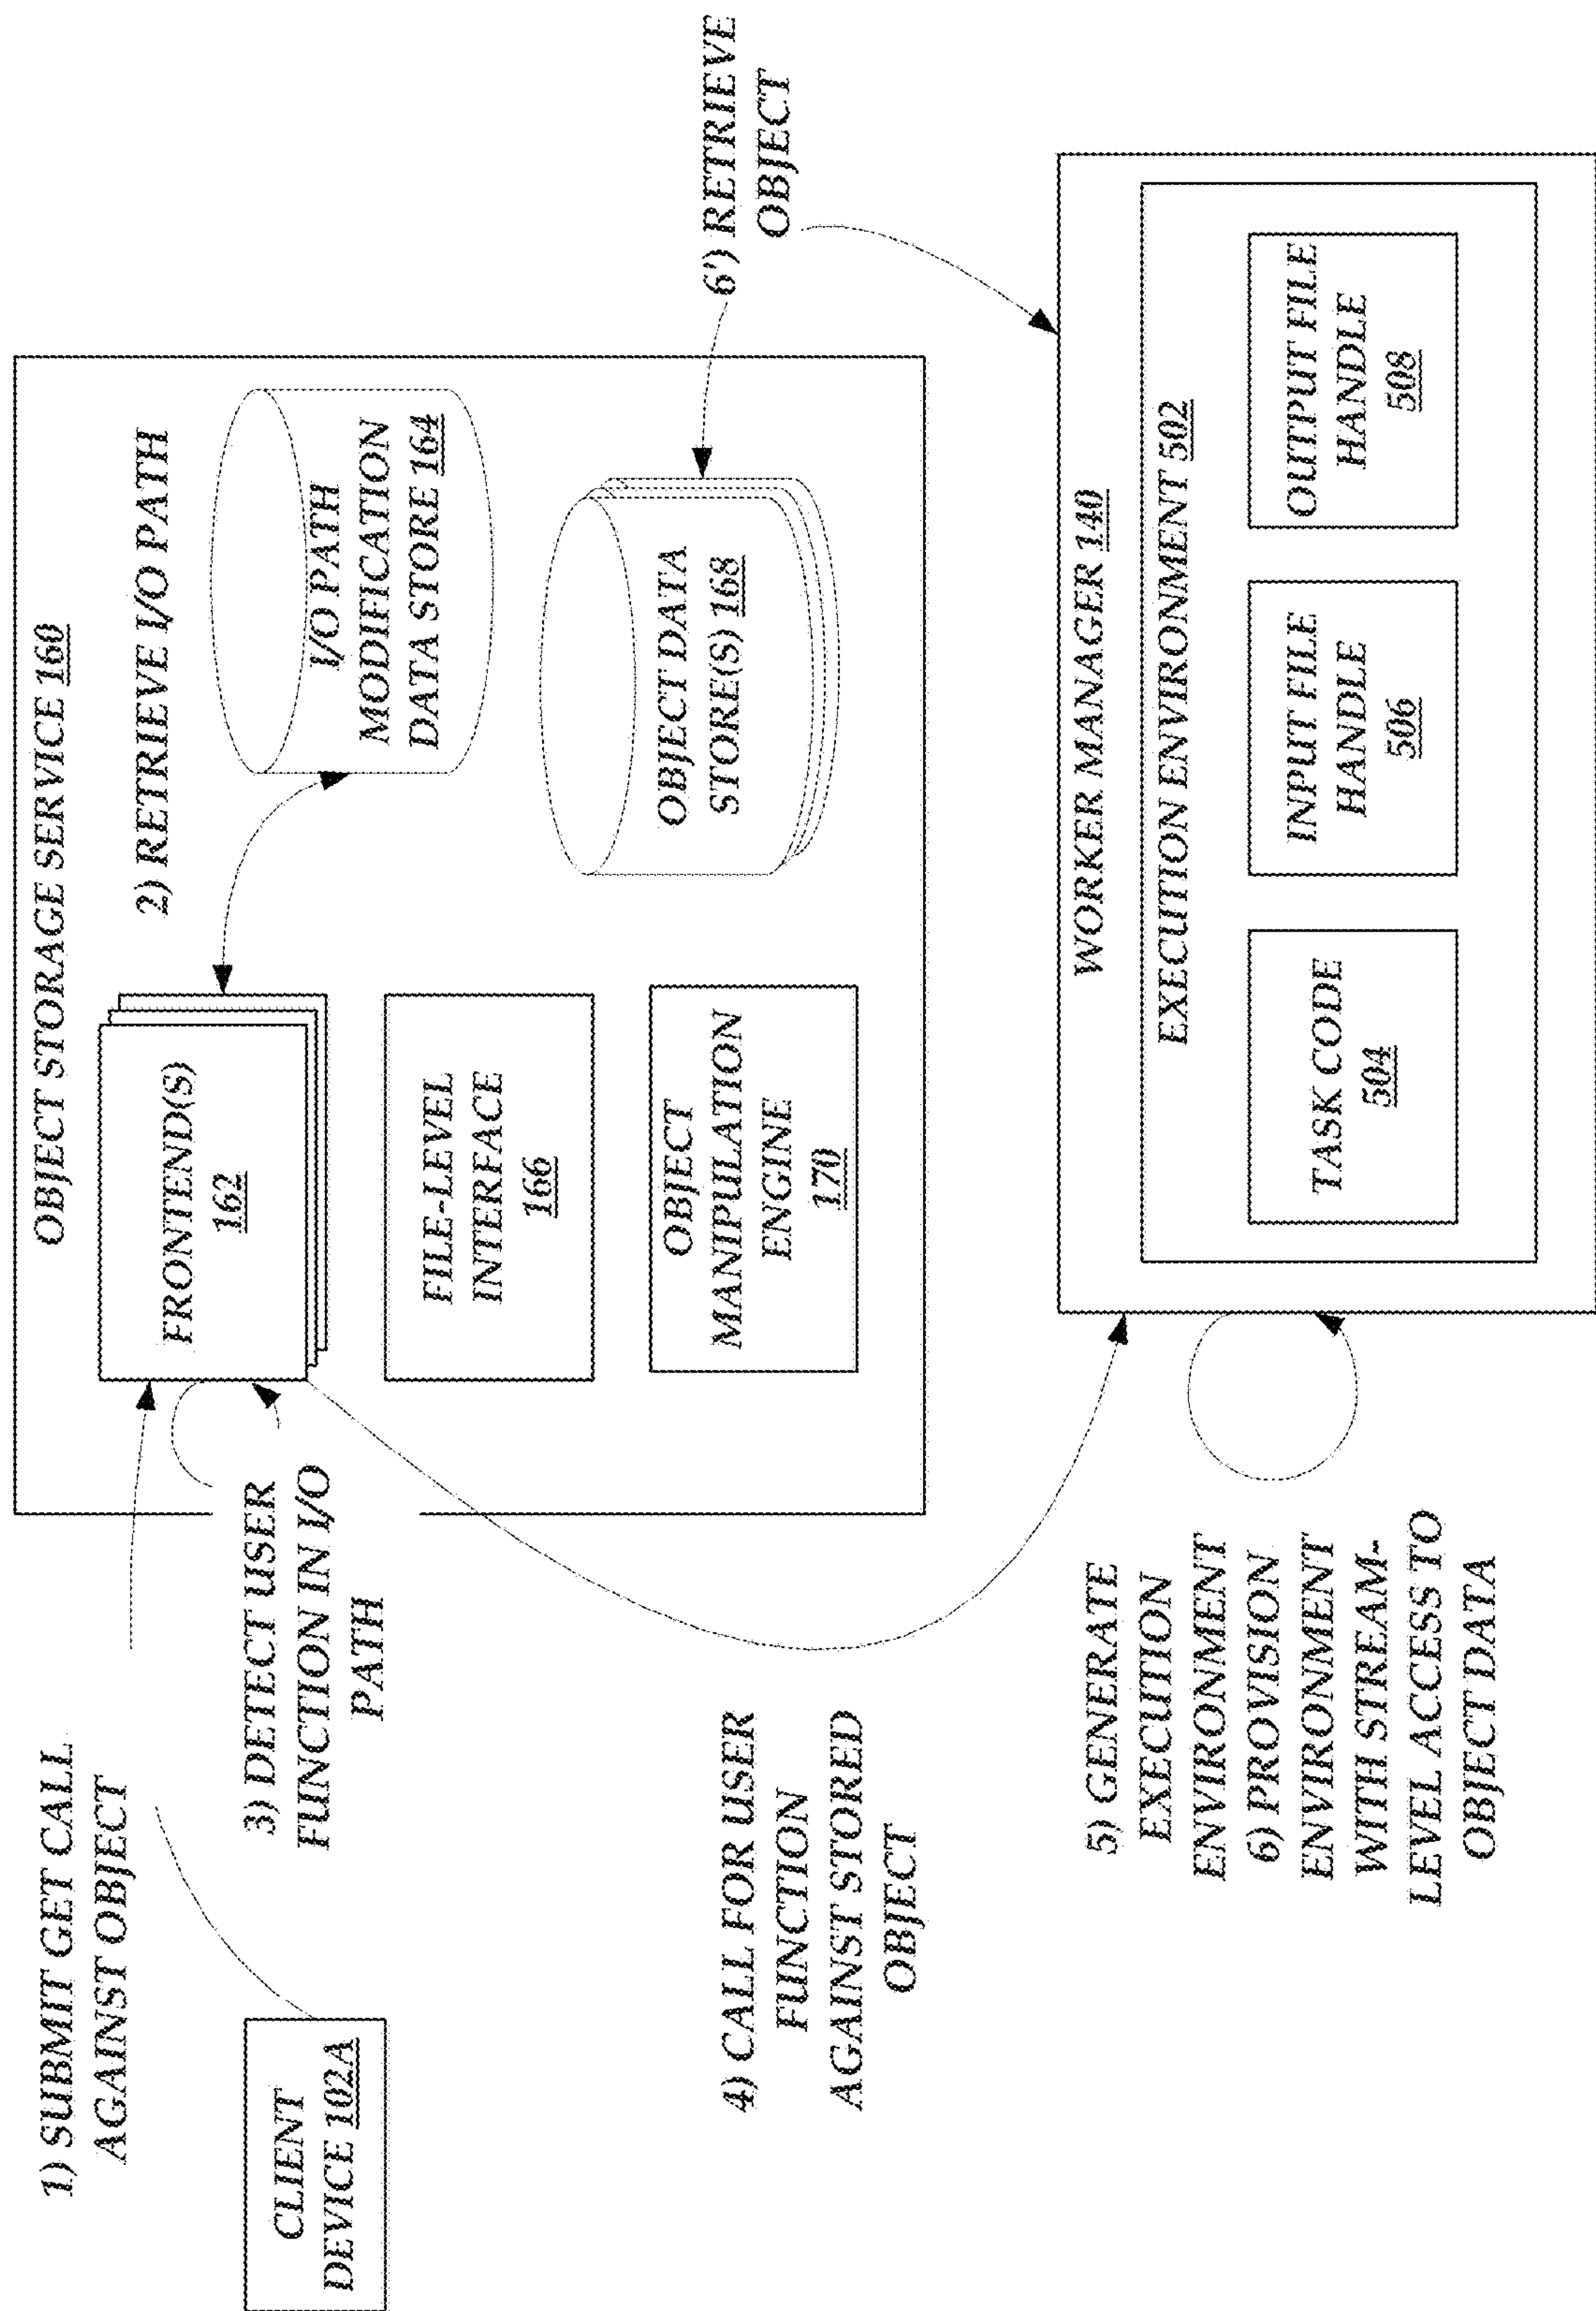 1) SUBMIT GET CALL
AGAINST OBJECT
CLIENT
DEVICE 102A
OBJECT STORAGE SERVICE 160
FRONTEND(S)
162
2) RETRIEVE I/O PATH
I/O PATH
MODIFICATION
DATA STORE 164
3) DETECT USER
FUNCTION IN I/O
PATH
FILE-LEVEL
INTERFACE
166
OBJECT DATA
STORE(S) 168
OBJECT
MANIPULATION
ENGINE
170
4) CALL FOR USER
FUNCTION
AGAINST STORED
OBJECT
6') RETRIEVE
OBJECT
5) GENERATE
EXECUTION
ENVIRONMENT
6) PROVISION
ENVIRONMENT
WITH STREAM-
LEVEL ACCESS TO
OBJECT DATA
WORKER MANAGER 140
EXECUTION ENVIRONMENT 502
TASK CODE
504
INPUT FILE
HANDLE
506
OUTPUT FILE
HANDLE
508